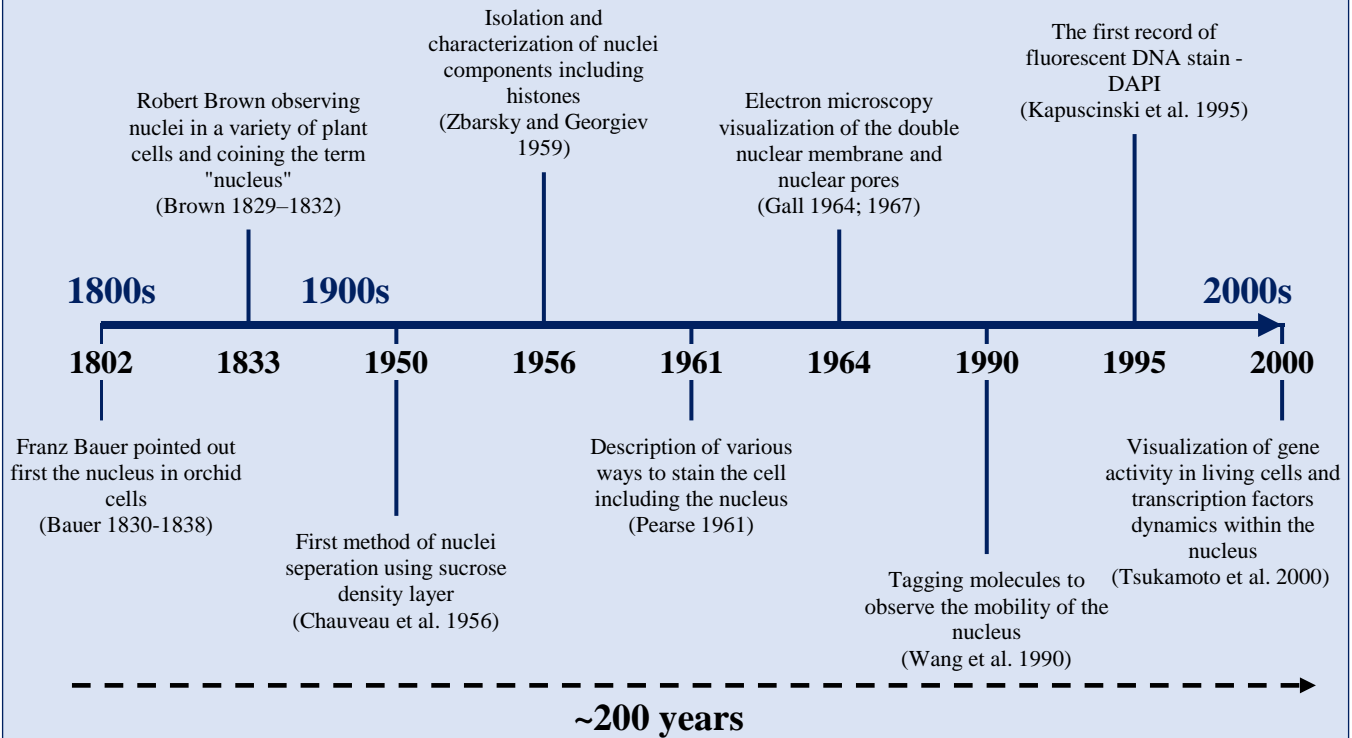 Isolation and
characterization of nuclei
components including
histones
(Zbarsky and Georgiev
1959)
The first record of
fluorescent DNA stain -
DAPI
(Kapuscinski et al. 1995)
Robert Brown observing
nuclei in a variety of plant
cells and coining the term
"nucleus"
(Brown 1829–1832)
Electron microscopy
visualization of the double
nuclear membrane and
nuclear pores
(Gall 1964; 1967)
1800s
1900s
2000s
1802
1833
1950
1956
1961
1964
1990
1995
2000
Franz Bauer pointed out
first the nucleus in orchid
cells
(Bauer 1830-1838)
First method of nuclei
seperation using sucrose
density layer
(Chauveau et al. 1956)
Description of various
ways to stain the cell
including the nucleus
(Pearse 1961)
Tagging molecules to
observe the mobility of the
nucleus
(Wang et al. 1990)
Visualization of gene
activity in living cells and
transcription factors
dynamics within the
nucleus
(Tsukamoto et al. 2000)
~200 years